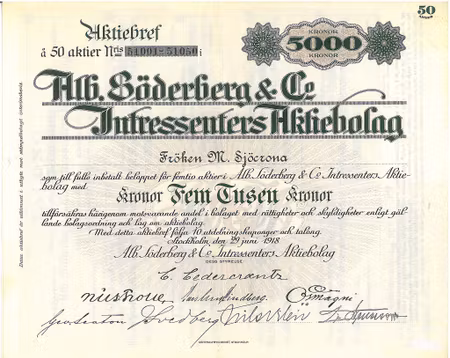 50
Aktiebref
KRONOR
5000
KRONOR
à 50 aktier Nris 51001-51050
Alb. Söderberg & Co
Intressenters Aktiebolag
Fröken M. Sjöcrona
som till fullo inbetalt beloppet för femtio aktier i Alb. Söderberg & Co Intressenters Aktie-
bolag med
Kronor Fem Tusen Kronor
tillförsäkras härigenom motsvarande andel i bolaget med rättigheter och skyldigheter enligt gäl-
lande bolagsordning och lag om aktiebolag.
Med detta aktiebref följa 10 utdelningskuponger och talong.
Stockholm, den 29 juni 1918
Alb. Söderberg & Co Intressenters Aktiebolag
DESS STYRELSE
C. Cedercrantz